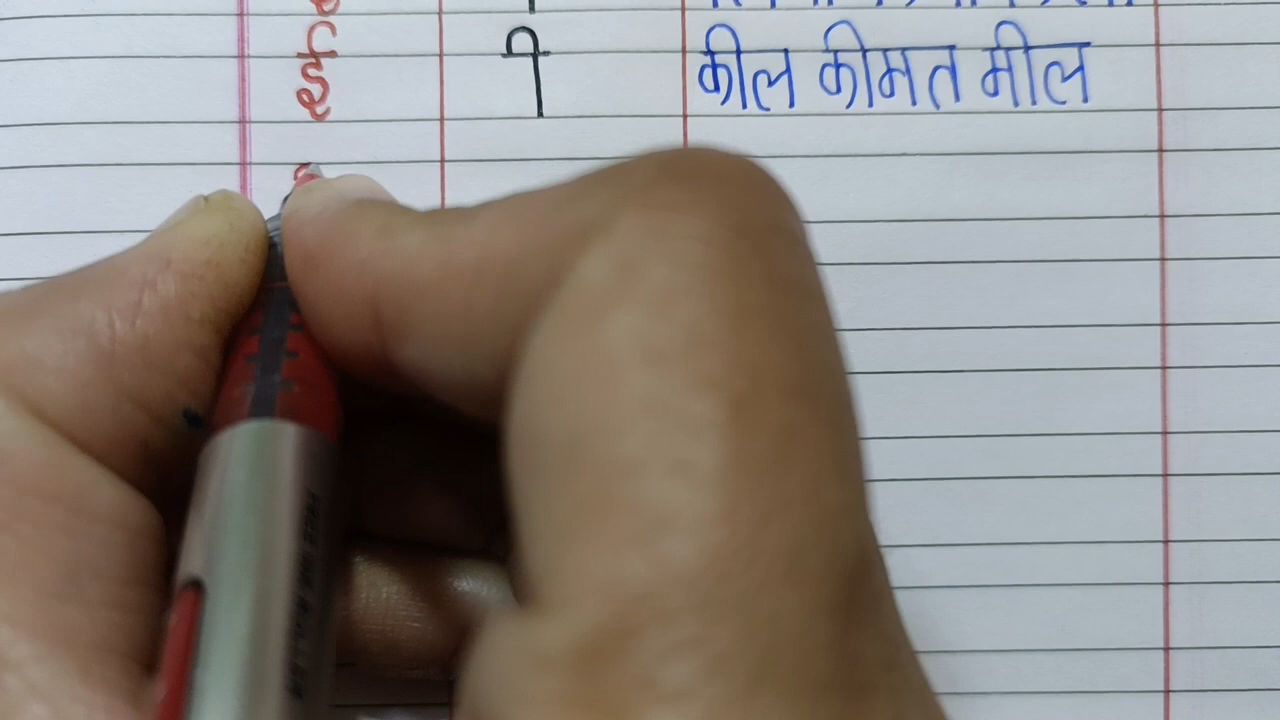 ई ी कील कीमत मील